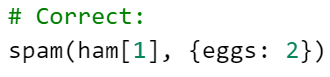 # Correct:
spam(ham[1], {eggs: 2})